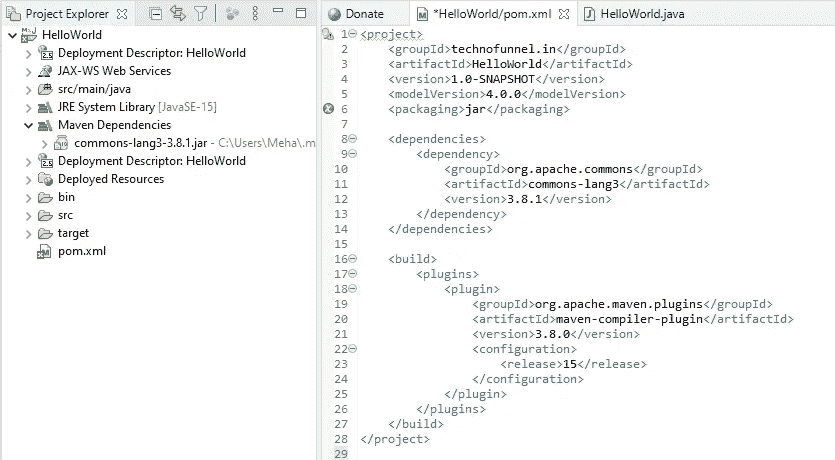 Project Explorer
HelloWorld
Deployment Descriptor: HelloWorld
JAX-WS Web Services
src/main/java
JRE System Library [JavaSE-15]
Maven Dependencies
commons-lang3-3.8.1.jar - C:\Users\Meha\.m
Deployment Descriptor: HelloWorld
Deployed Resources
bin
src
target
pom.xml
Donate
*HelloWorld/pom.xml
HelloWorld.java
1 <project>
2 <groupId>technofunnel.in</groupId>
3 <artifactId>HelloWorld</artifactId>
4 <version>1.0-SNAPSHOT</version>
5 <modelVersion>4.0.0</modelVersion>
6 <packaging>jar</packaging>
7
8 <dependencies>
9 <dependency>
10 <groupId>org.apache.commons</groupId>
11 <artifactId>commons-lang3</artifactId>
12 <version>3.8.1</version>
13 </dependency>
14 </dependencies>
15
16 <build>
17 <plugins>
18 <plugin>
19 <groupId>org.apache.maven.plugins</groupId>
20 <artifactId>maven-compiler-plugin</artifactId>
21 <version>3.8.0</version>
22 <configuration>
23 <release>15</release>
24 </configuration>
25 </plugin>
26 </plugins>
27 </build>
28 </project>
29